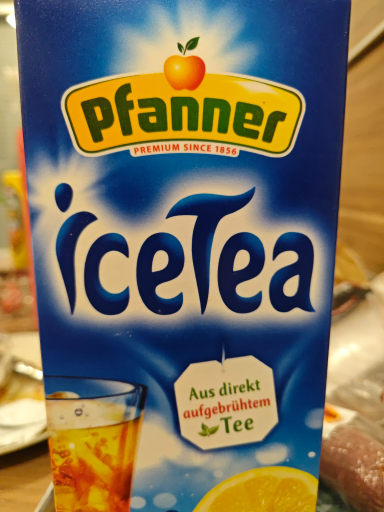 Pfanner
PREMIUM SINCE 1856
iceTea
Aus direkt
aufgebrühtem
Tee